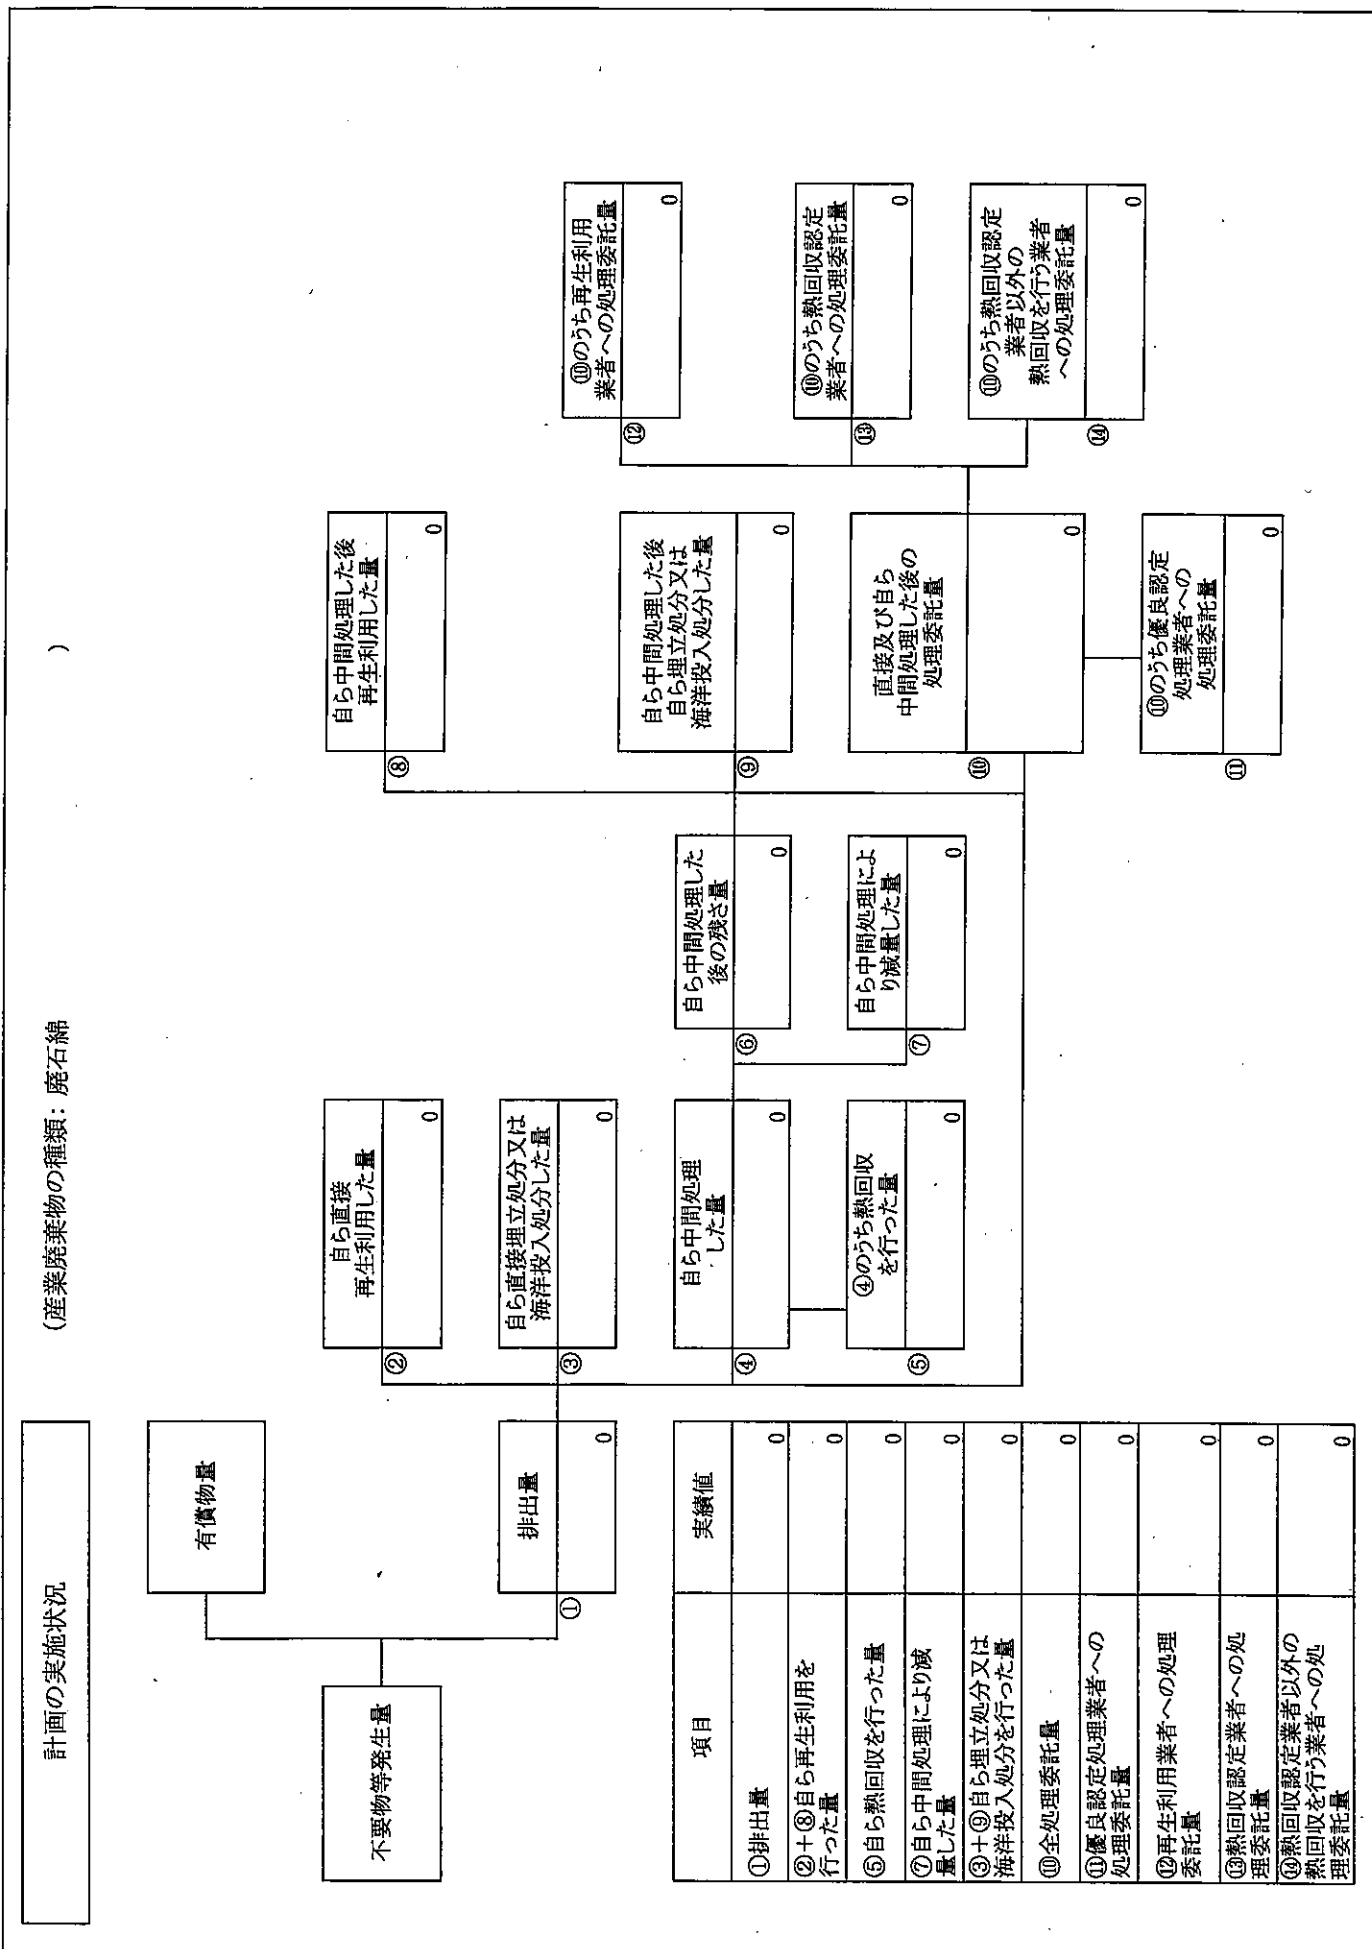 計画の実施状況
(産業廃棄物の種類: 廃石綿
)
不要物等発生量
有償物量
①
排出量
0
②
自ら直接
再生利用した量
0
③
自ら直接埋立処分又は
海洋投入処分した量
0
④
自ら中間処理
した量
0
⑤
④のうち熱回収
を行った量
0
⑥
自ら中間処理した
後の残さ量
0
⑦
自ら中間処理によ
り減量した量
0
⑧
自ら中間処理した後
再生利用した量
0
⑨
自ら中間処理した後
自ら埋立処分又は
海洋投入処分した量
0
⑩
直接及び自ら
中間処理した後の
処理委託量
0
⑪
⑩のうち優良認定
処理業者への
処理委託量
0
⑫
⑩のうち再生利用
業者への処理委託量
0
⑬
⑩のうち熱回収認定
業者への処理委託量
0
⑭
⑩のうち熱回収認定
業者以外の
熱回収を行う業者
への処理委託量
0
項目 実績値
①排出量 0
②+⑧自ら再生利用を
行った量 0
⑤自ら熱回収を行った量 0
⑦自ら中間処理により減
量した量 0
③+⑨自ら埋立処分又は
海洋投入処分を行った量 0
⑩全処理委託量 0
⑪優良認定処理業者への
処理委託量 0
⑫再生利用業者への処理
委託量 0
⑬熱回収認定業者への処
理委託量 0
⑭熱回収認定業者以外の
熱回収を行う業者への処
理委託量 0